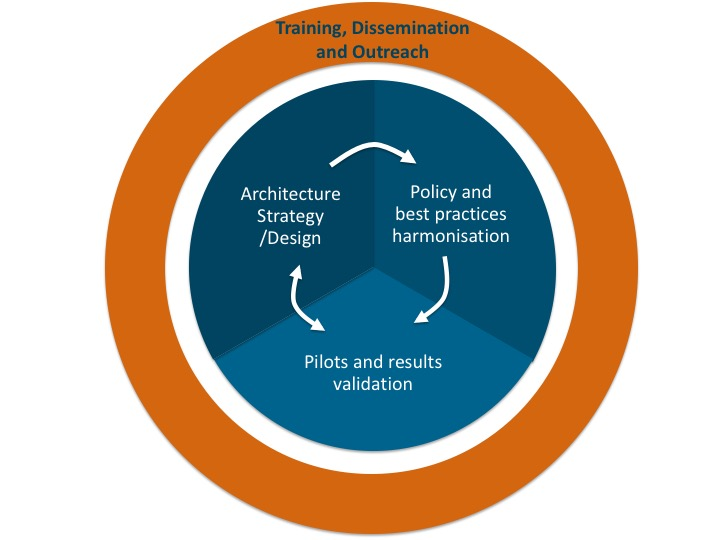 Training, Dissemination
and Outreach
Architecture
Strategy
/Design
Policy and
best practices
harmonisation
Pilots and results
validation